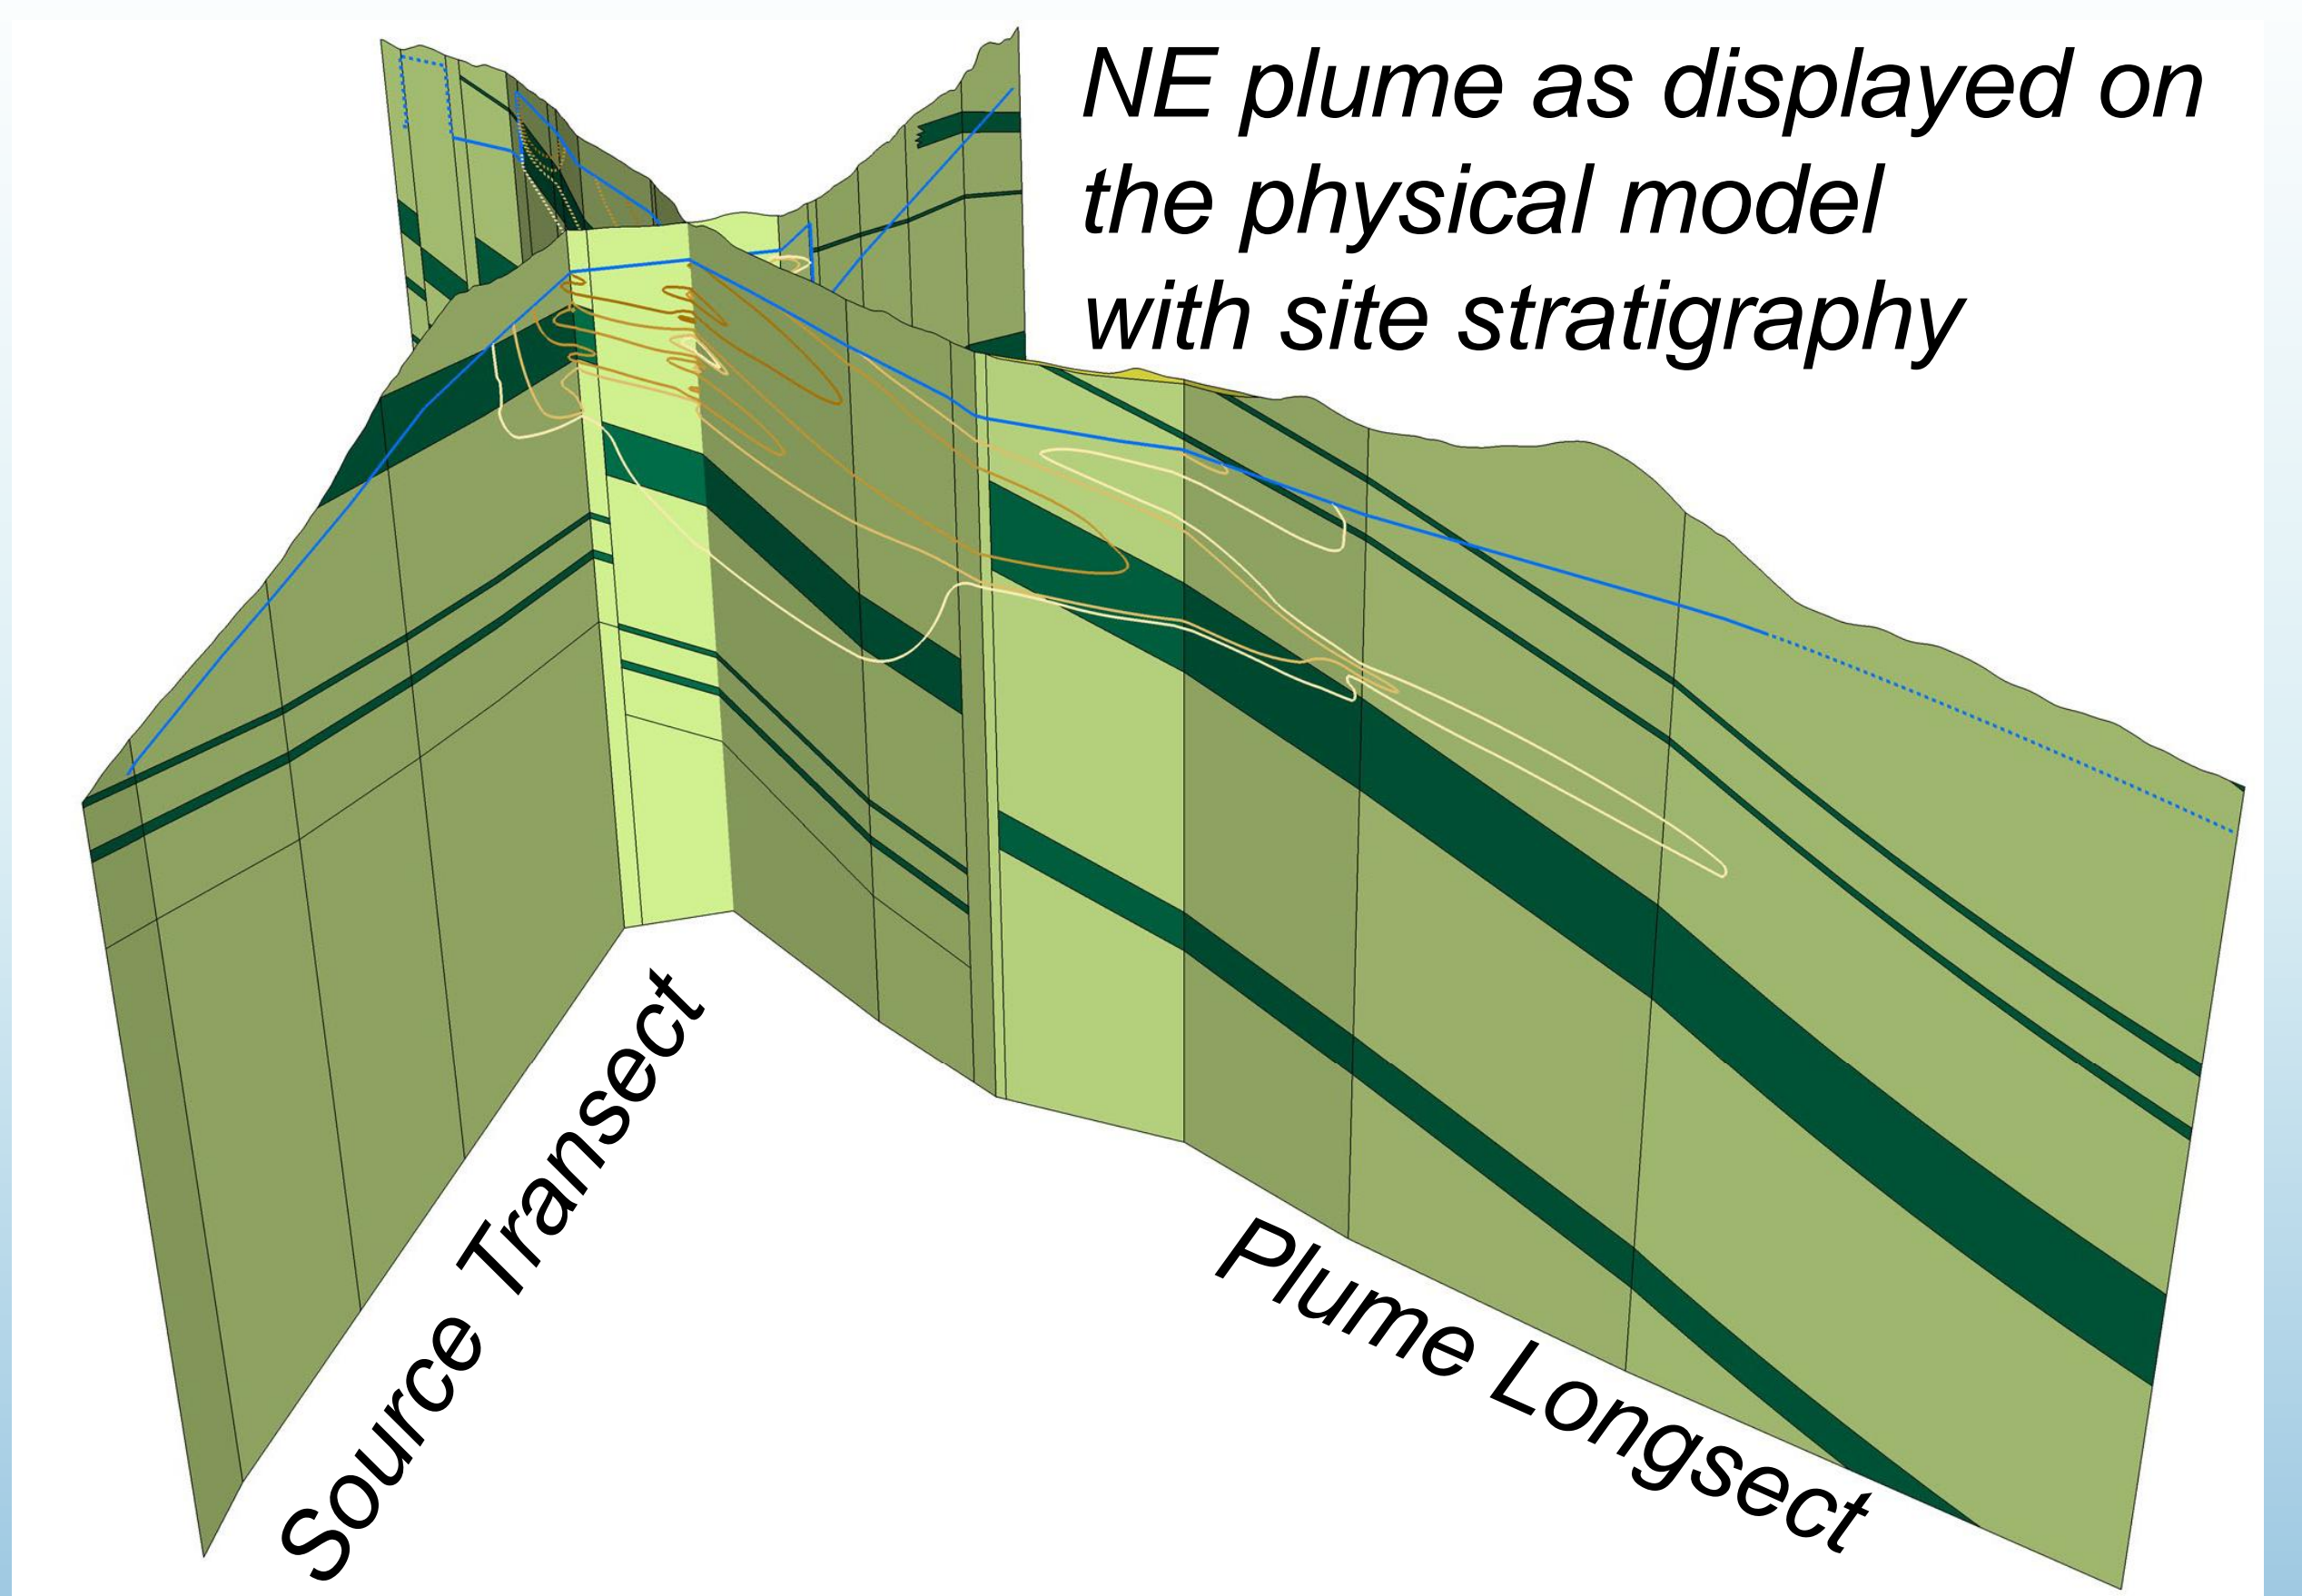 NE plume as displayed on
the physical model
with site stratigraphy
Source Transect
Plume Longsect